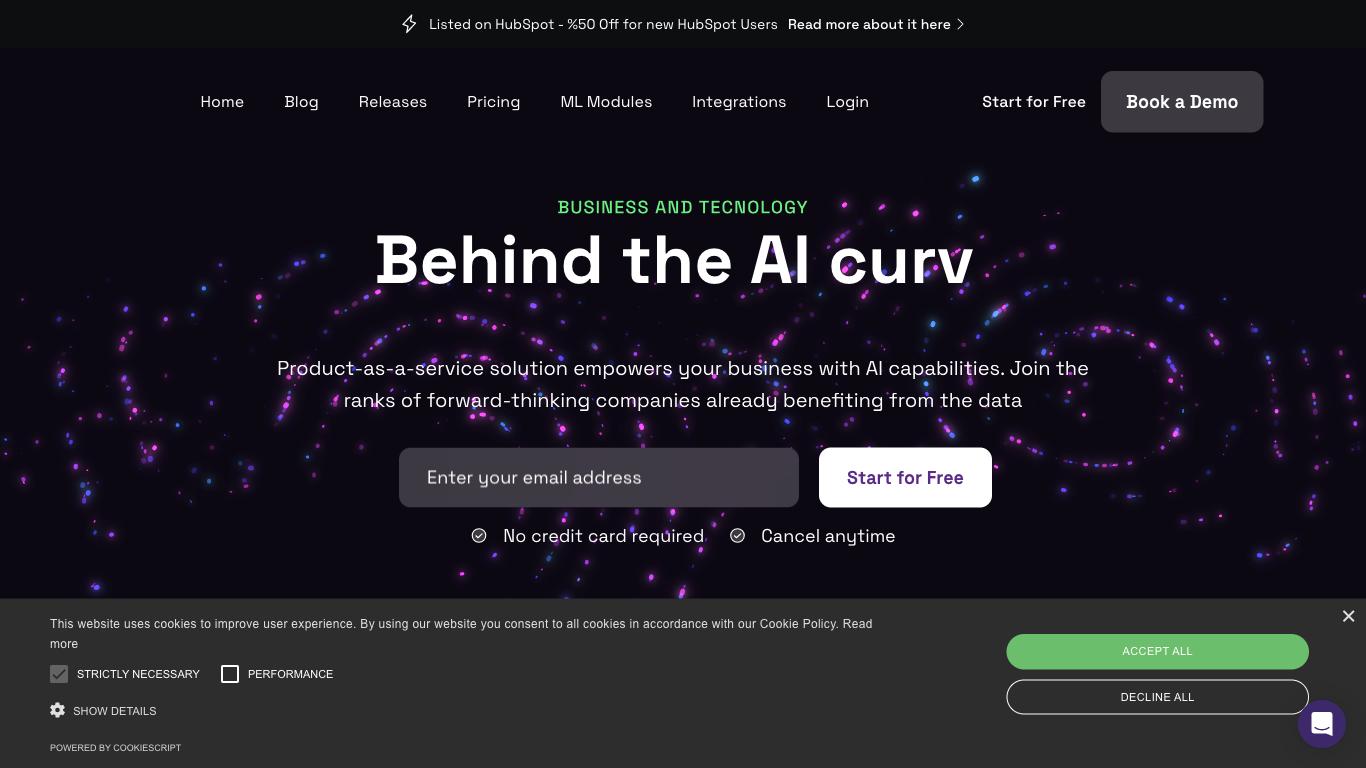 Listed on HubSpot - %50 Off for new HubSpot Users Read more about it here
Home Blog Releases Pricing ML Modules Integrations Login Start for Free Book a Demo
BUSINESS AND TECNOLOGY
Behind the AI curv
Product-as-a-service solution empowers your business with AI capabilities. Join the
ranks of forward-thinking companies already benefiting from the data
Enter your email address Start for Free
No credit card required Cancel anytime
This website uses cookies to improve user experience. By using our website you consent to all cookies in accordance with our Cookie Policy. Read
more
STRICTLY NECESSARY PERFORMANCE
SHOW DETAILS
POWERED BY COOKIESCRIPT
×
ACCEPT ALL
DECLINE ALL